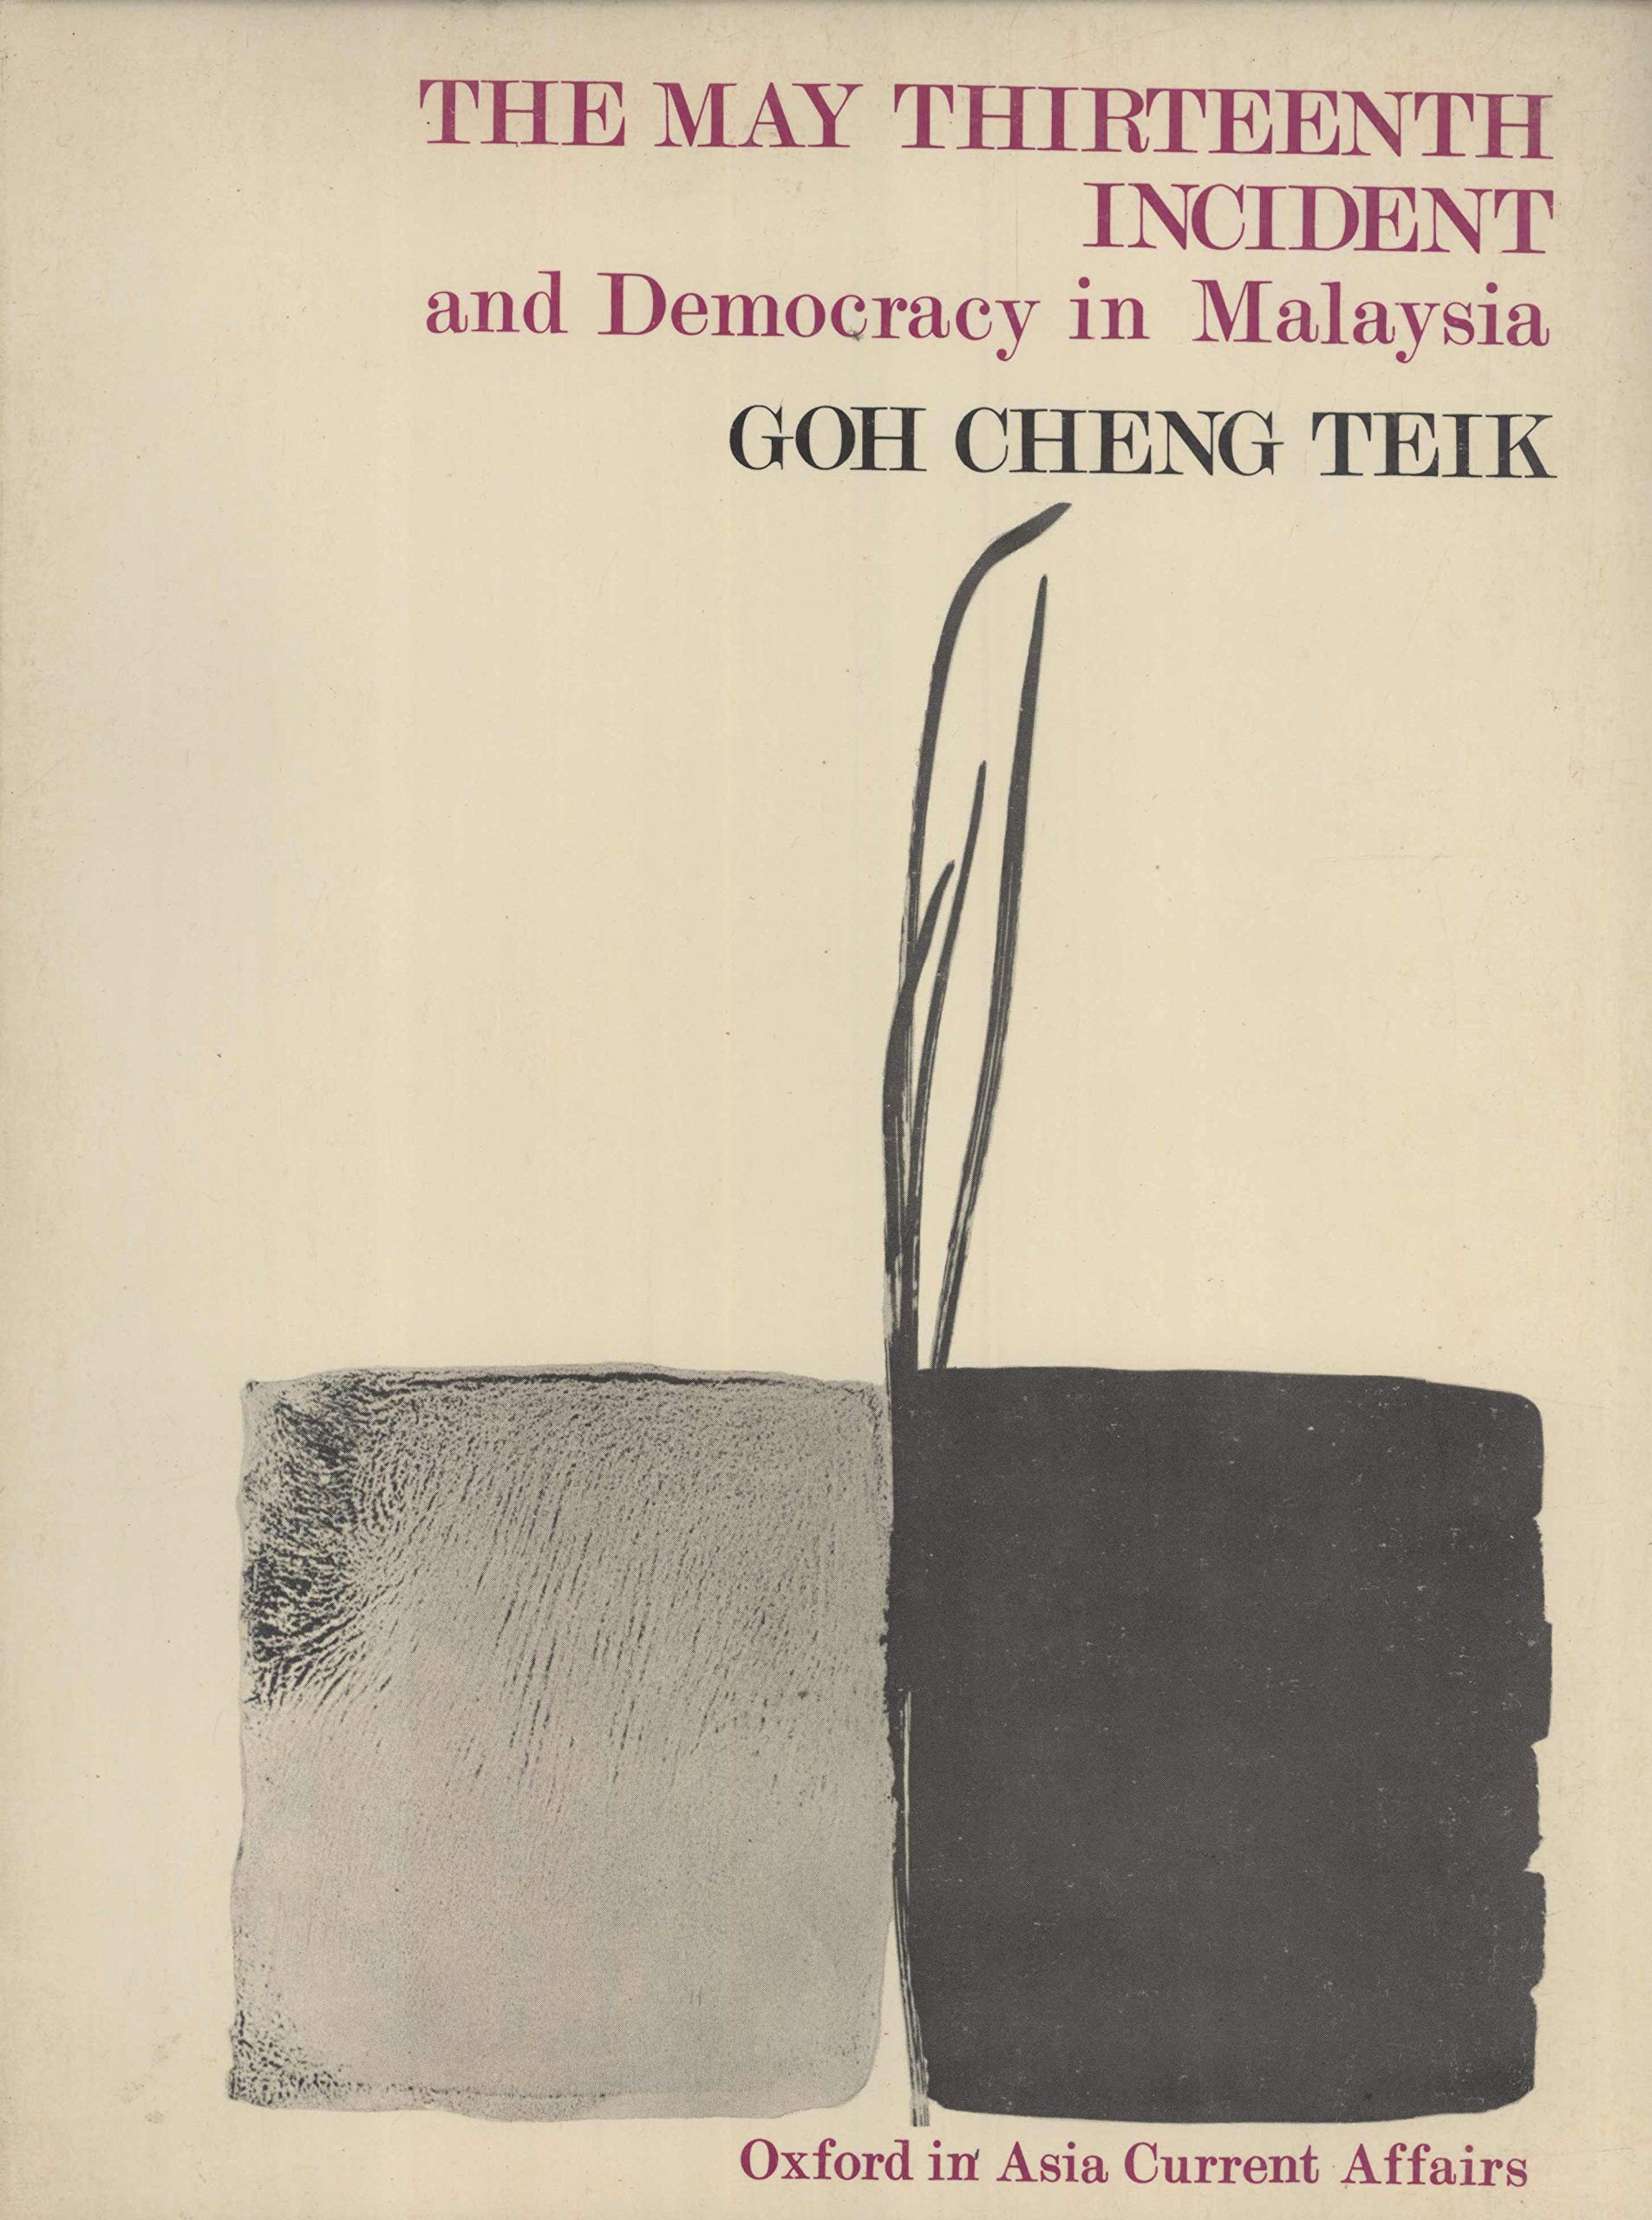 THE MAY THIRTEENTH
INCIDENT
and Democracy in Malaysia
GOH CHENG TEIK
Oxford in Asia Current Affairs